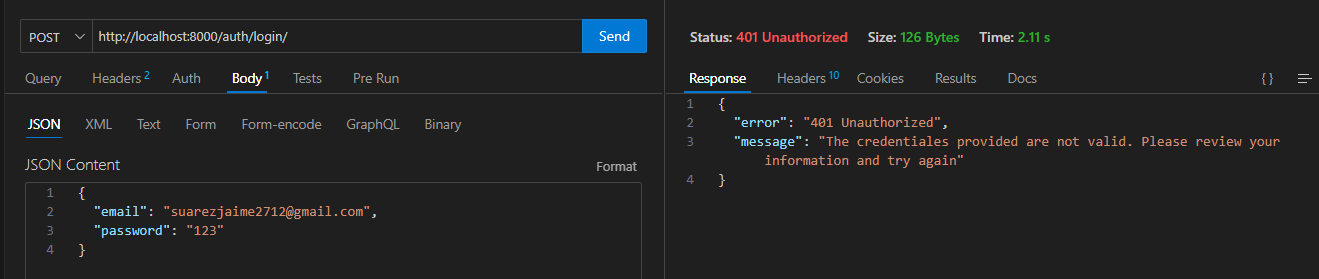 POST http://localhost:8000/auth/login/ Send
Query Headers 2 Auth Body 1 Tests Pre Run
JSON XML Text Form Form-encode GraphQL Binary
JSON Content Format
1 {
2 "email": "suarezjaime2712@gmail.com",
3 "password": "123"
4 }
Status: 401 Unauthorized Size: 126 Bytes Time: 2.11 s
Response Headers 10 Cookies Results Docs { }
1 {
2 "error": "401 Unauthorized",
3 "message": "The credentiales provided are not valid. Please review your
information and try again"
4 }